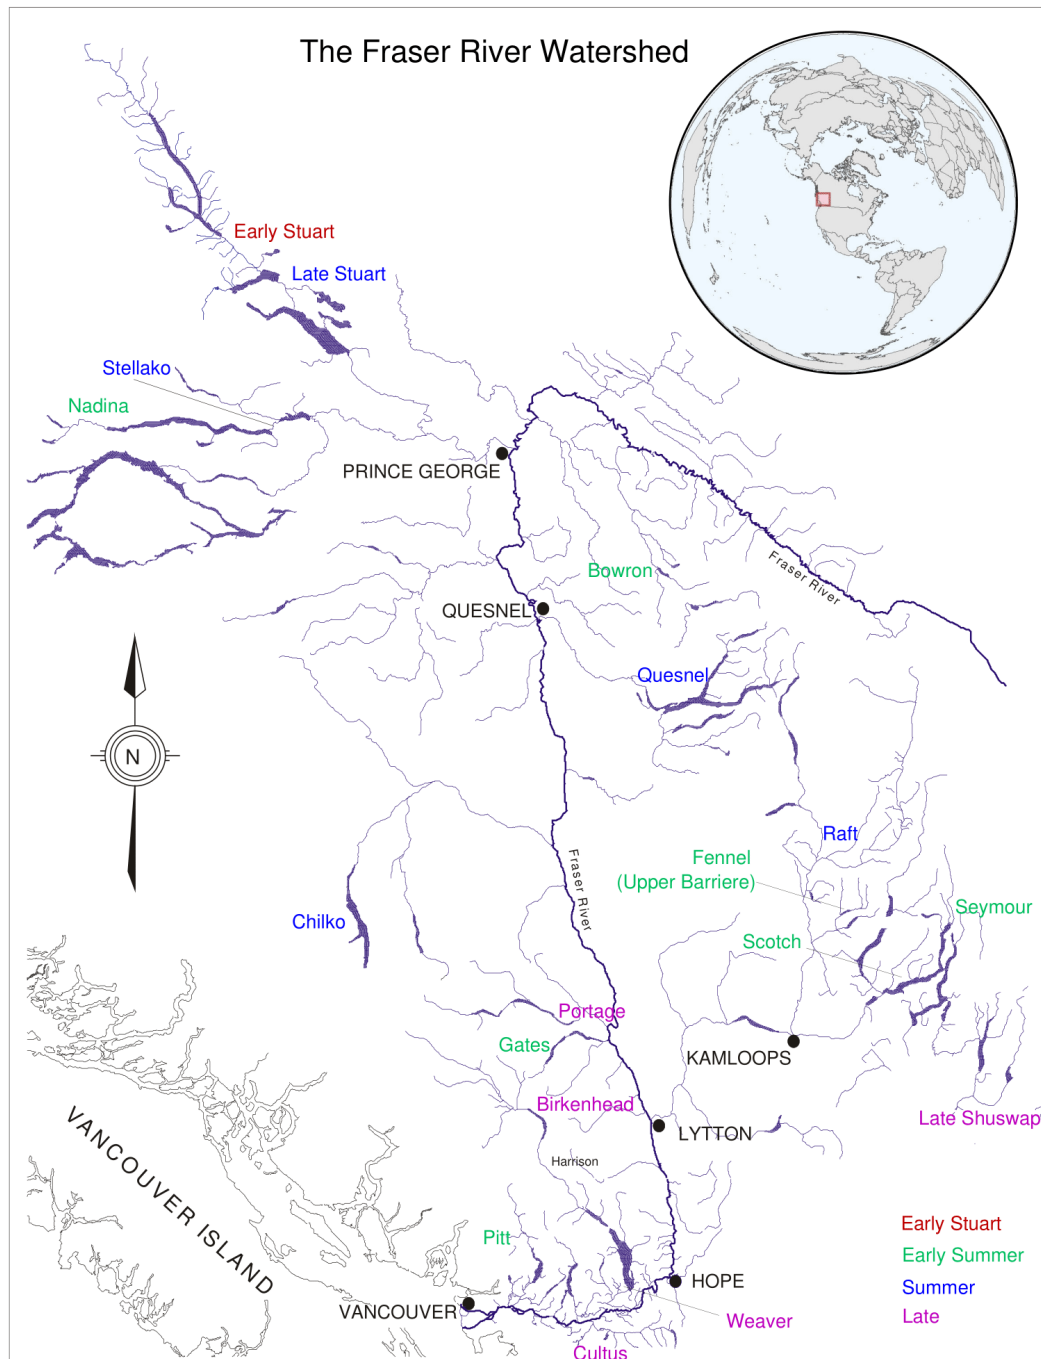 The Fraser River Watershed
Early Stuart
Late Stuart
Stellako
Nadina
PRINCE GEORGE
Bowron
Fraser River
QUESNEL
Quesnel
N
Raft
Fraser River
Fennel
(Upper Barriere)
Seymour
Chilko
Scotch
Portage
Gates
KAMLOOPS
Birkenhead
Late Shuswap
LYTTON
VANCOUVER ISLAND
Harrison
Early Stuart
Pitt
Early Summer
HOPE
Summer
VANCOUVER
Weaver
Late
Cultus